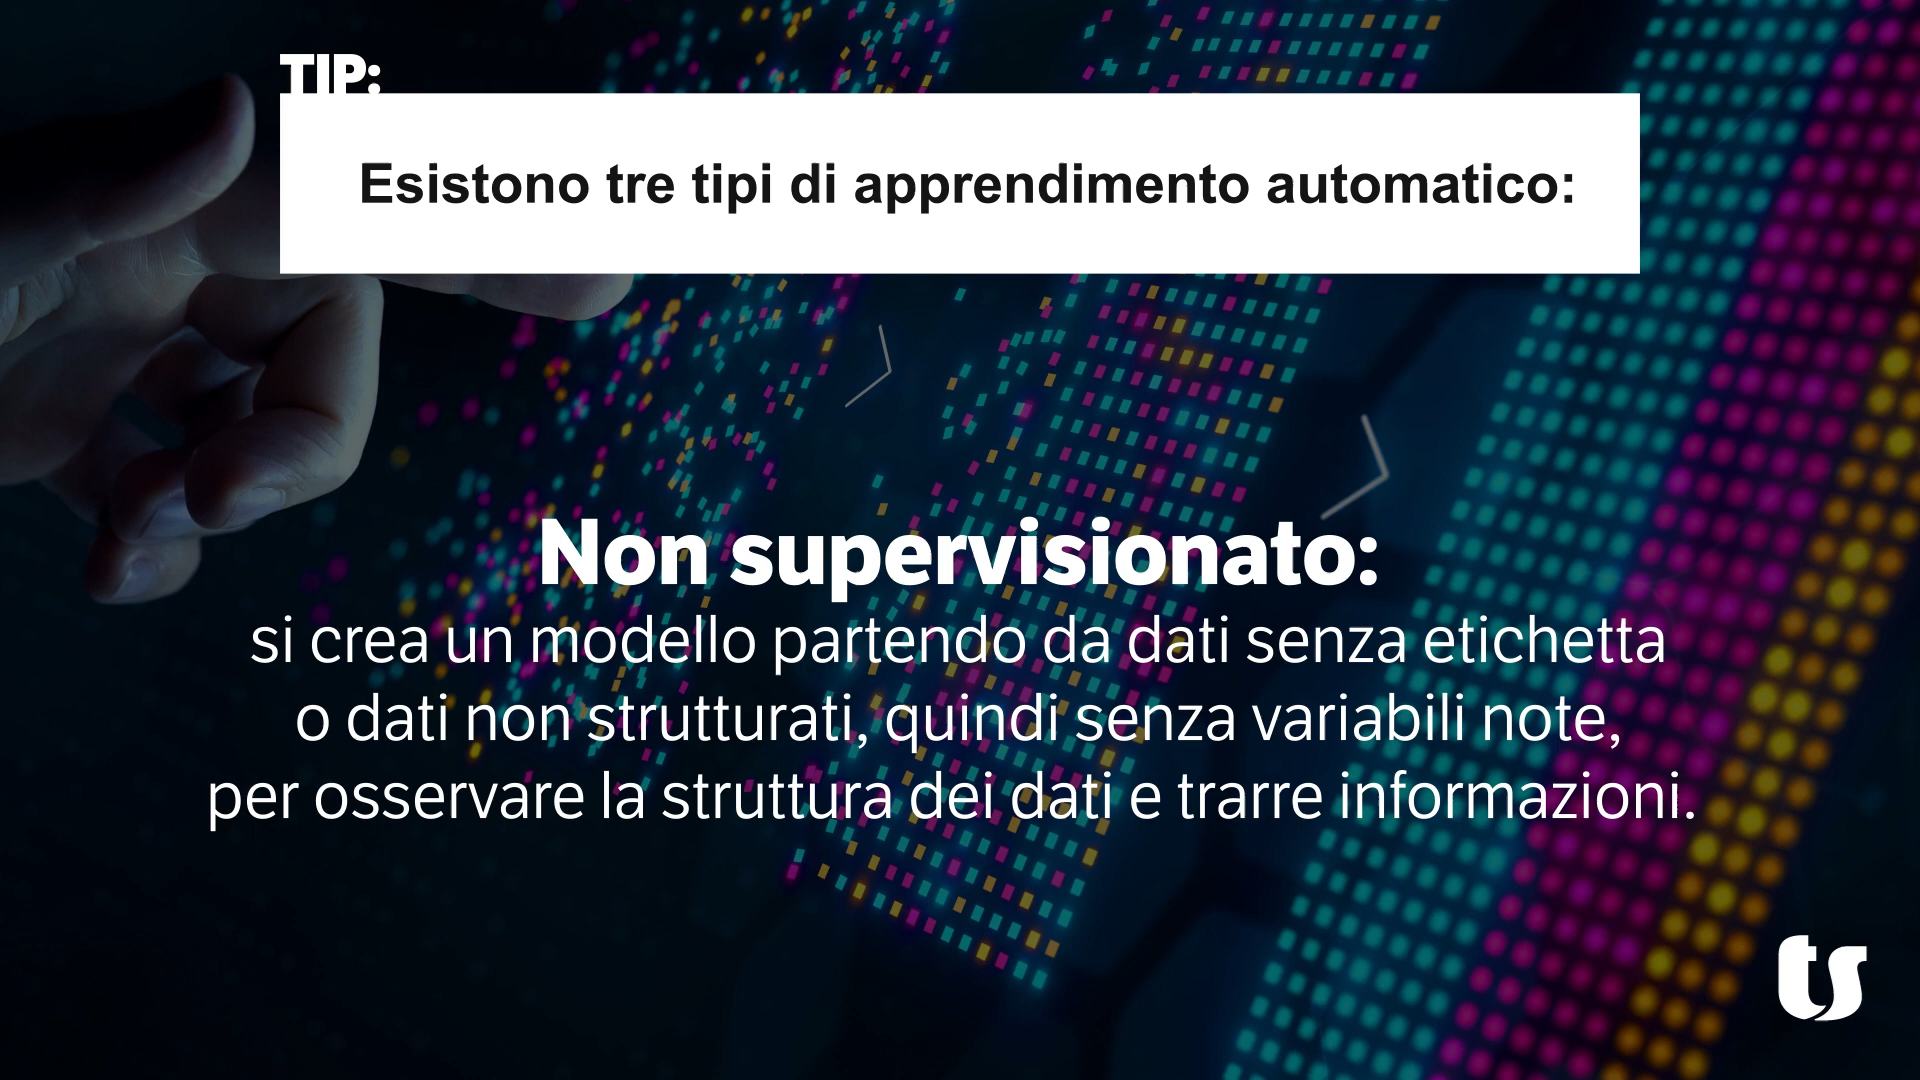 TIP:
Esistono tre tipi di apprendimento automatico:
Non supervisionato:
si crea un modello partendo da dati senza etichetta
o dati non strutturati, quindi senza variabili note,
per osservare la struttura dei dati e trarre informazioni.
ts